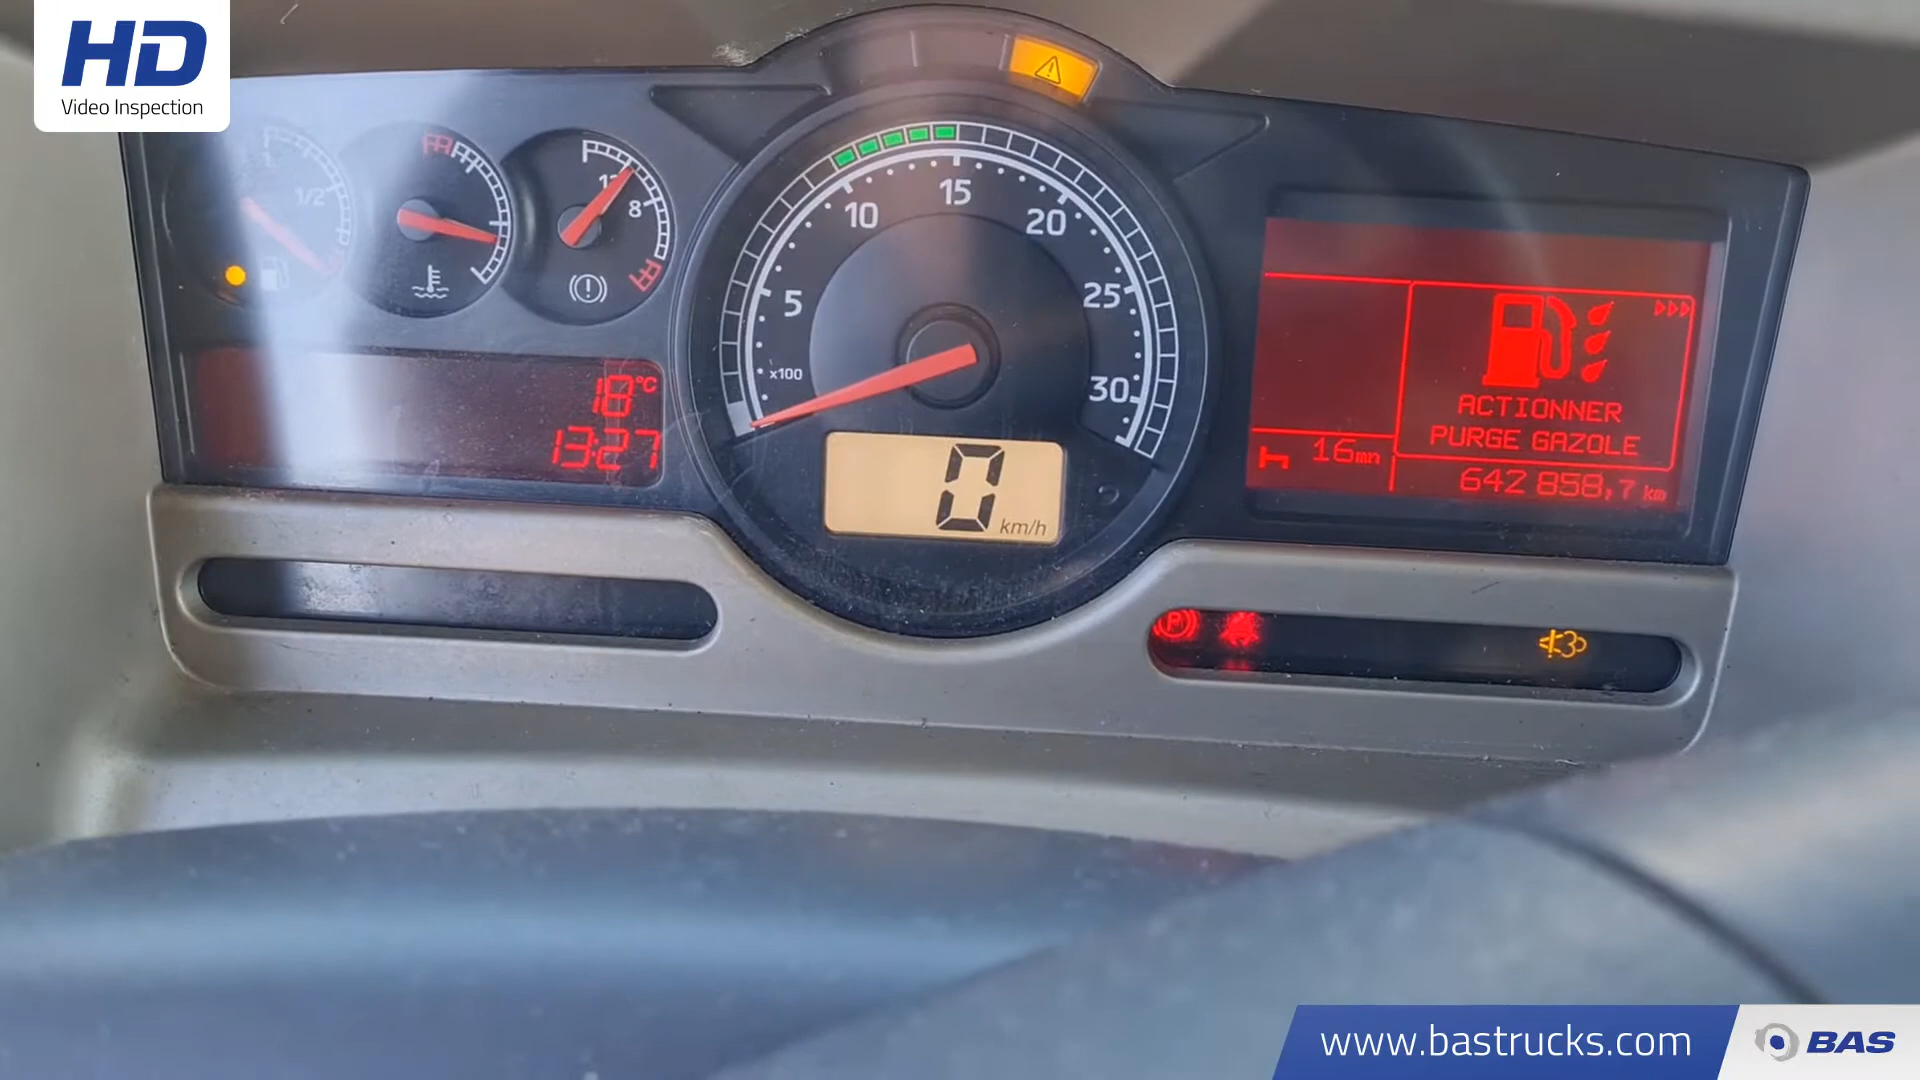 HD
Video Inspection
1/2
8
5
10
15
20
25
30
x100
18°C
13:27
0
km/h
ACTIONNER
PURGE GAZOLE
16mn
642 858,7 km
P
www.bastrucks.com
BAS